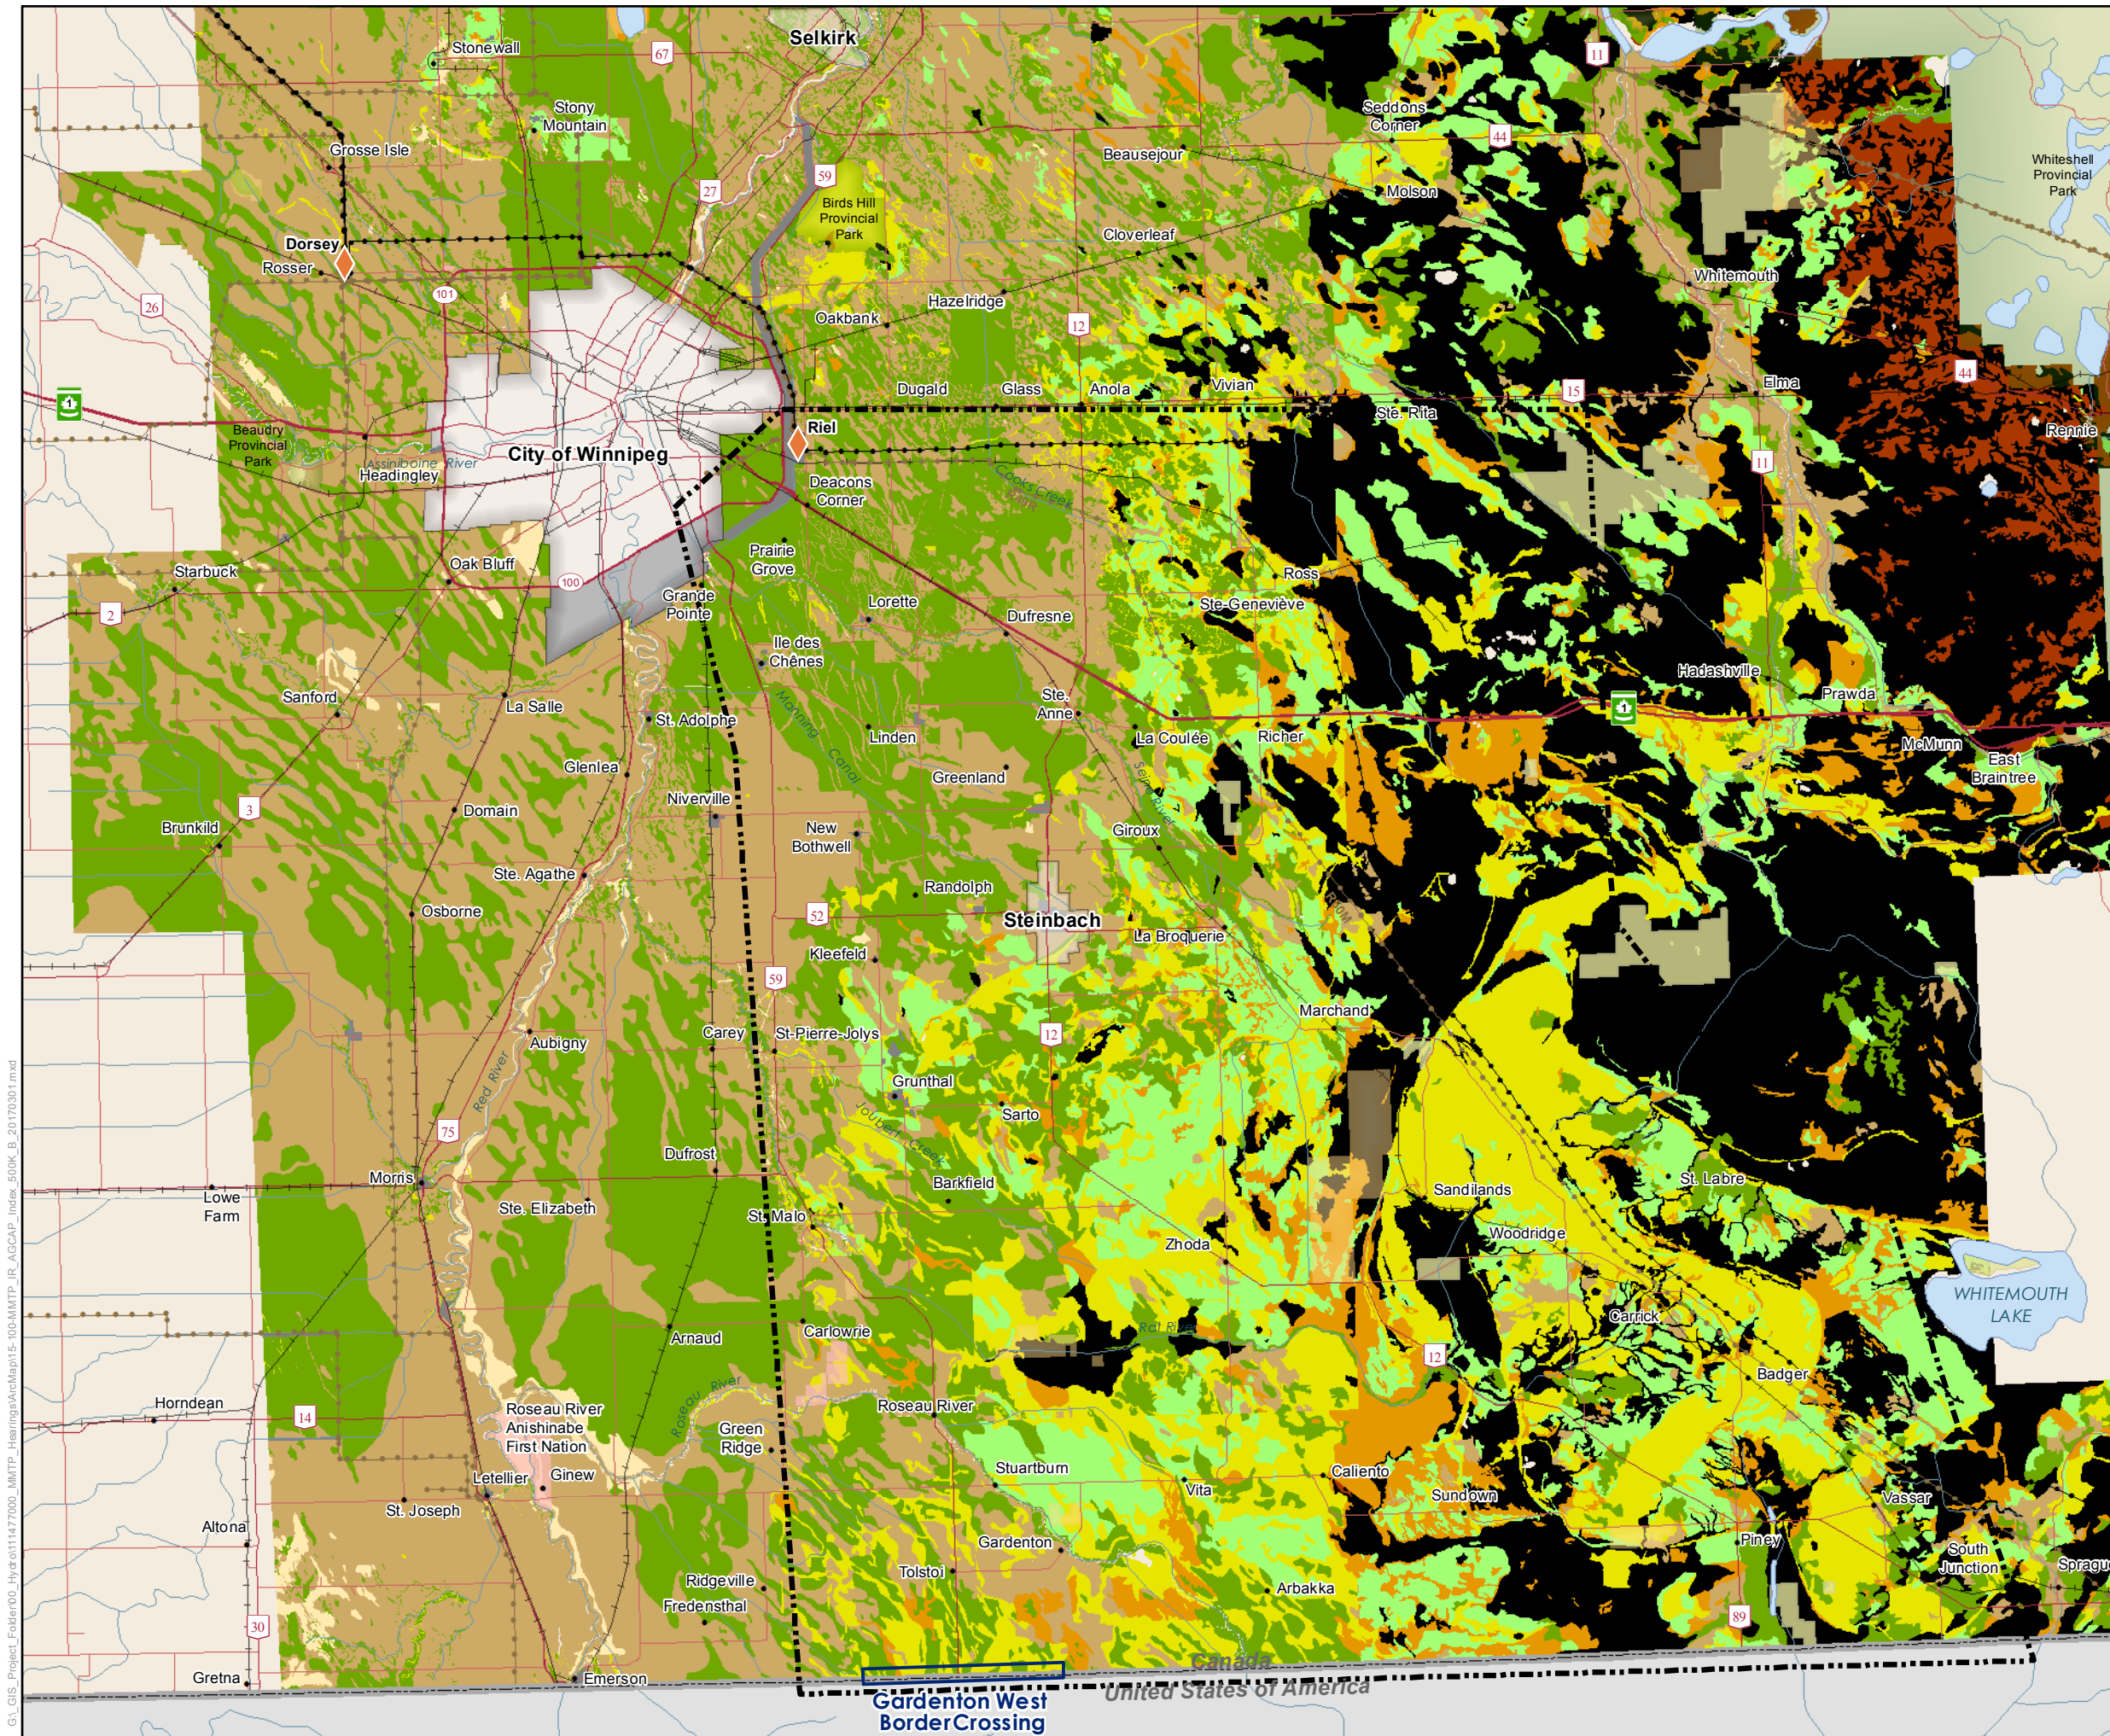 Selkirk
Stonewall
67
11
Stony
Mountain
Seddons
Corner
44
Grosse Isle
Beausejour
Whiteshell
Provincial
Park
27
59
Molson
Birds Hill
Provincial
Park
Cloverleaf
Dorsey
Rosser
101
Whitemouth
26
Hazelridge
Oakbank
12
1
Dugald
Glass
Anola
Vivian
15
Elma
44
Ste. Rita
Beaudry
Provincial
Park
Riel
Rennie
City of Winnipeg
Assiniboine River
Headingley
11
Deacons
Corner
Cooks Creek
Prairie
Grove
Oak Bluff
Starbuck
100
Ross
Grande
Pointe
Lorette
Ste-Geneviève
2
Dufresne
Ile des
Chênes
Hadashville
Sanford
La Salle
Ste.
Anne
Prawda
1
St. Adolphe
Manning Canal
Linden
La Coulée
Richer
McMunn
East
Braintree
Glenlea
Greenland
Seine River
Niverville
3
Domain
Brunkild
New
Bothwell
Giroux
Ste. Agathe
Randolph
Osborne
52
Steinbach
La Broquerie
Kleefeld
59
Marchand
Carey
St-Pierre-Jolys
12
Aubigny
Red River
Grunthal
Sarto
Joubert Creek
75
Dufrost
Morris
Barkfield
St. Labre
Sandilands
Lowe
Farm
Ste. Elizabeth
St. Malo
Woodridge
Zhoda
WHITEMOUTH
LAKE
Carrick
Rat River
Carlowrie
Arnaud
12
Badger
Roseau River
Horndean
14
Roseau River
Anishinabe
First Nation
Roseau River
Green
Ridge
Letellier
Ginew
Stuartburn
Vita
Caliento
Sundown
Vassar
St. Joseph
Altona
Gardenton
Piney
South
Junction
Tolstoi
Ridgeville
Arbakka
Fredensthal
30
89
Gretna
Emerson
Canada
United States of America
Gardenton West
Border Crossing